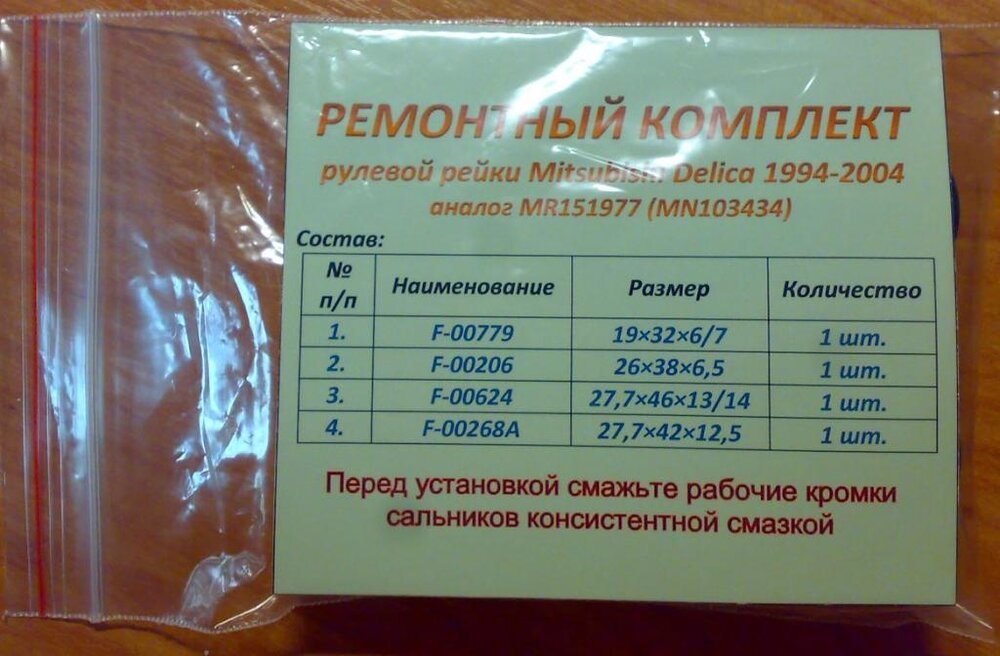 РЕМОНТНЫЙ КОМПЛЕКТ
рулевой рейки Mitsubishi Delica 1994-2004
аналог MR151977 (MN103434)
Состав:
№ п/п Наименование Размер Количество
1. F-00779 19×32×6/7 1 шт.
2. F-00206 26×38×6,5 1 шт.
3. F-00624 27,7×46×13/14 1 шт.
4. F-00268A 27,7×42×12,5 1 шт.
Перед установкой смажьте рабочие кромки
сальников консистентной смазкой